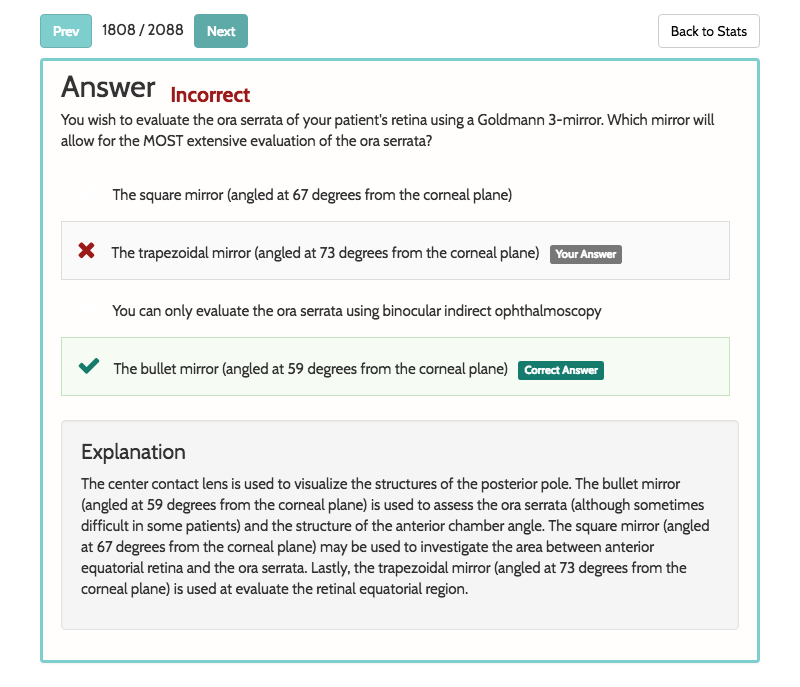 Prev 1808 / 2088 Next Back to Stats
Answer Incorrect
You wish to evaluate the ora serrata of your patient's retina using a Goldmann 3-mirror. Which mirror will
allow for the MOST extensive evaluation of the ora serrata?
The square mirror (angled at 67 degrees from the corneal plane)
The trapezoidal mirror (angled at 73 degrees from the corneal plane) Your Answer
You can only evaluate the ora serrata using binocular indirect ophthalmoscopy
The bullet mirror (angled at 59 degrees from the corneal plane) Correct Answer
Explanation
The center contact lens is used to visualize the structures of the posterior pole. The bullet mirror
(angled at 59 degrees from the corneal plane) is used to assess the ora serrata (although sometimes
difficult in some patients) and the structure of the anterior chamber angle. The square mirror (angled
at 67 degrees from the corneal plane) may be used to investigate the area between anterior
equatorial retina and the ora serrata. Lastly, the trapezoidal mirror (angled at 73 degrees from the
corneal plane) is used at evaluate the retinal equatorial region.